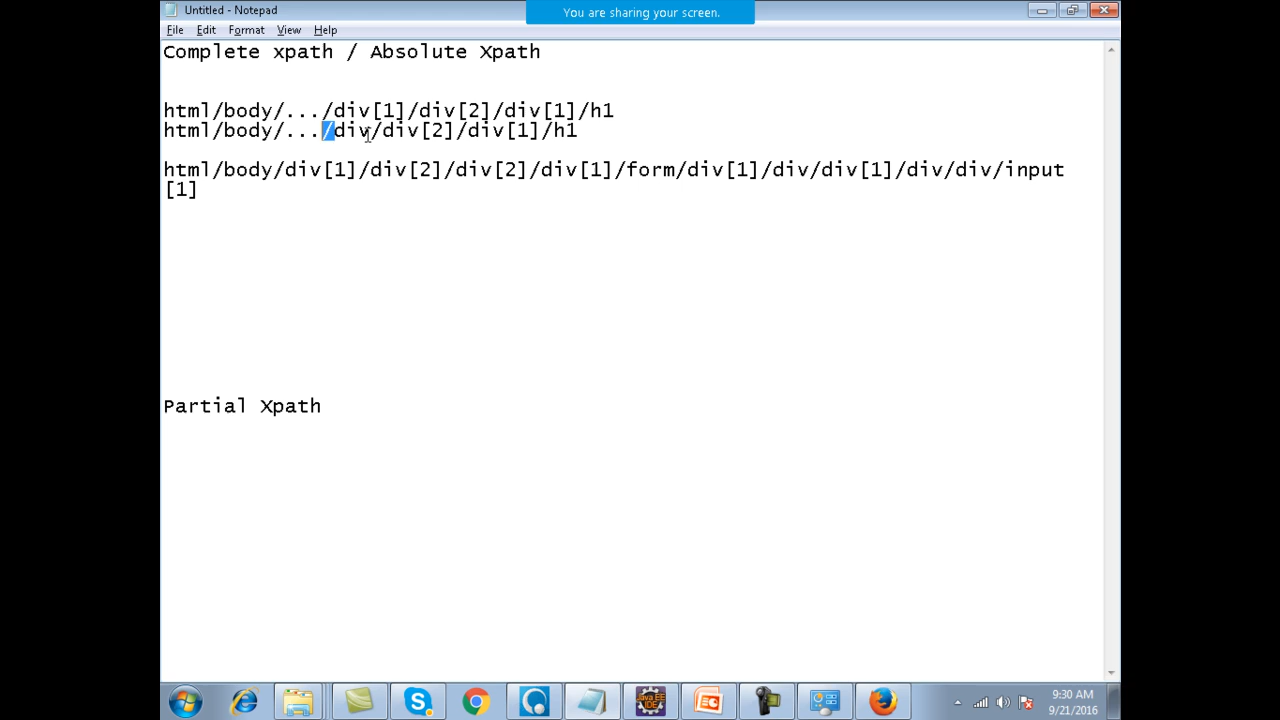 Untitled - Notepad
You are sharing your screen.
File Edit Format View Help
Complete xpath / Absolute Xpath
html/body/.../div[1]/div[2]/div[1]/h1
html/body/.../div/div[2]/div[1]/h1
html/body/div[1]/div[2]/div[2]/div[1]/form/div[1]/div/div[1]/div/div/input
[1]
Partial Xpath
Java EE
IDE
9:30 AM
9/21/2016